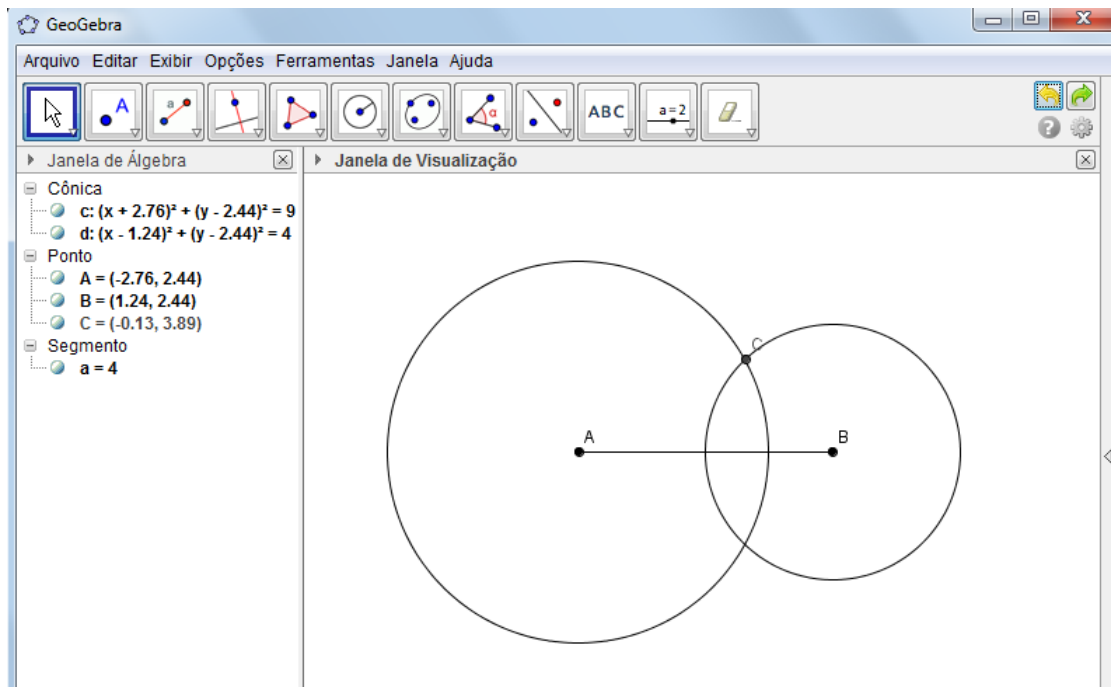 GeoGebra
Arquivo Editar Exibir Opções Ferramentas Janela Ajuda
A
a
α
ABC
a=2
Janela de Álgebra
Janela de Visualização
Cônica
c: (x + 2.76)² + (y - 2.44)² = 9
d: (x - 1.24)² + (y - 2.44)² = 4
Ponto
A = (-2.76, 2.44)
B = (1.24, 2.44)
C = (-0.13, 3.89)
Segmento
a = 4
C
A
B